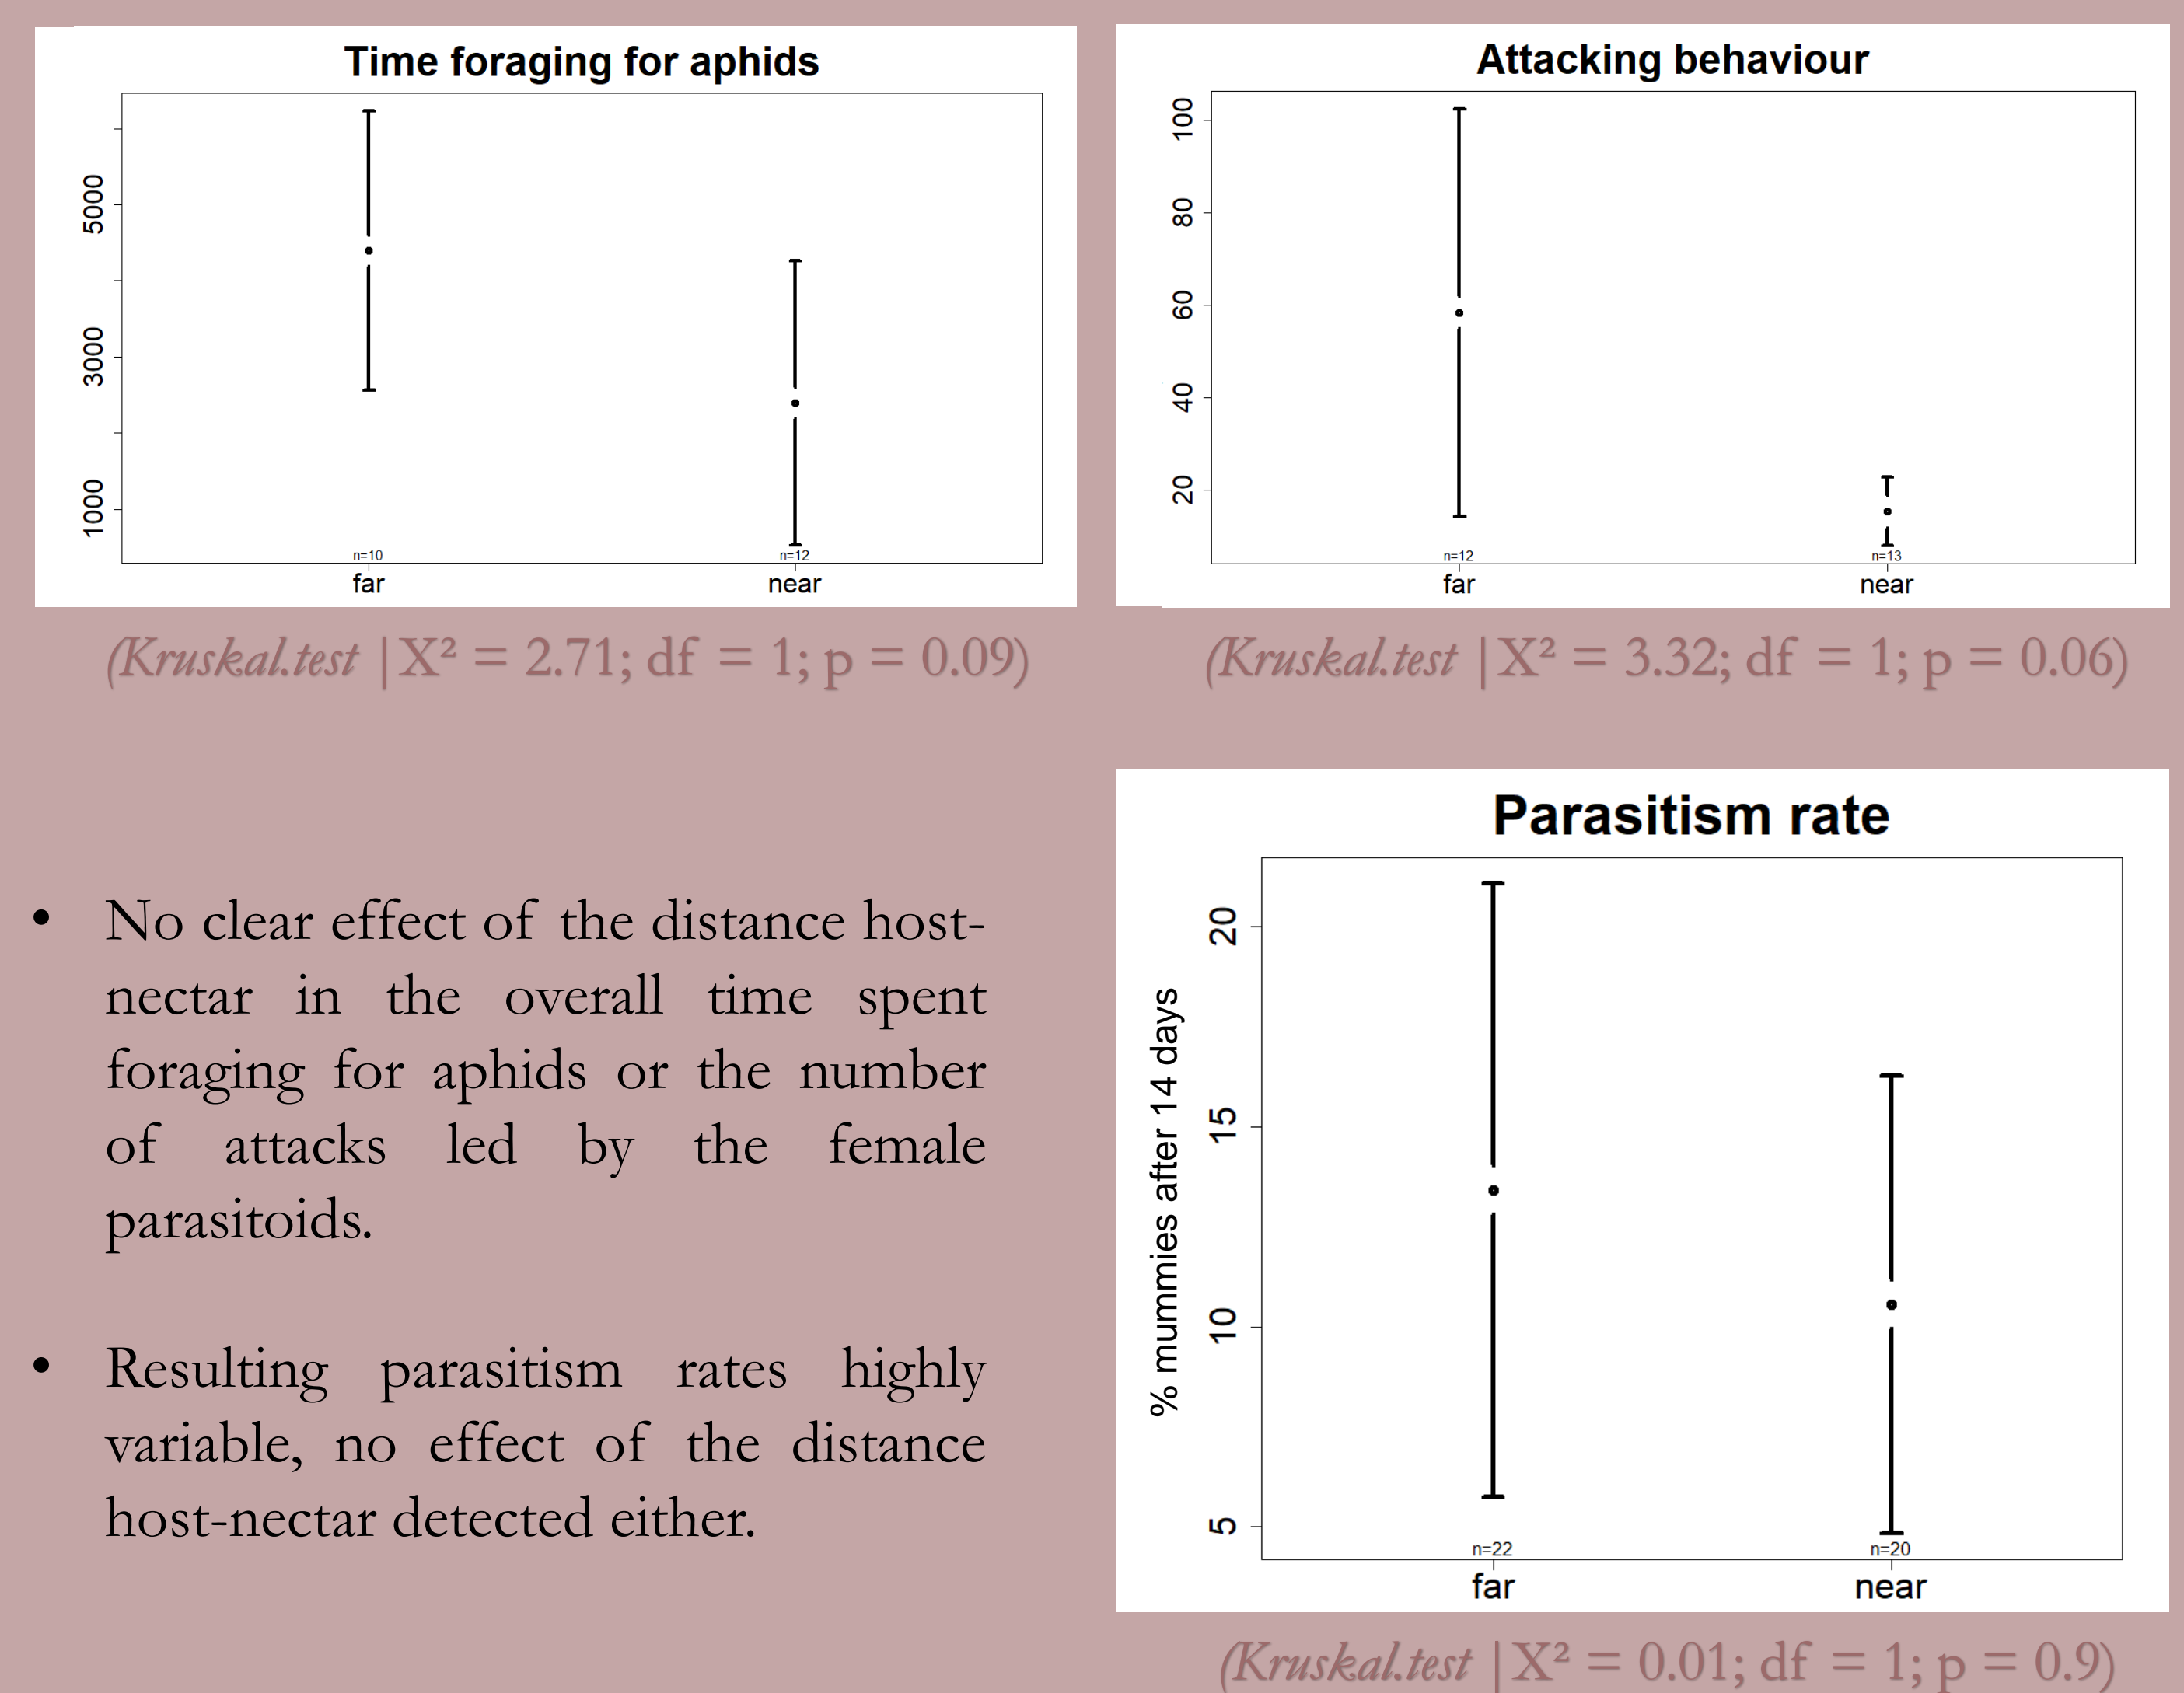 Time foraging for aphids
5000
3000
1000
n=10
n=12
far
near
(Kruskal.test | X² = 2.71; df = 1; p = 0.09)
Attacking behaviour
100
80
60
40
20
n=12
n=13
far
near
(Kruskal.test | X² = 3.32; df = 1; p = 0.06)
• No clear effect of the distance host-
nectar in the overall time spent
foraging for aphids or the number
of attacks led by the female
parasitoids.
• Resulting parasitism rates highly
variable, no effect of the distance
host-nectar detected either.
Parasitism rate
% mummies after 14 days
20
15
10
5
n=22
n=20
far
near
(Kruskal.test | X² = 0.01; df = 1; p = 0.9)